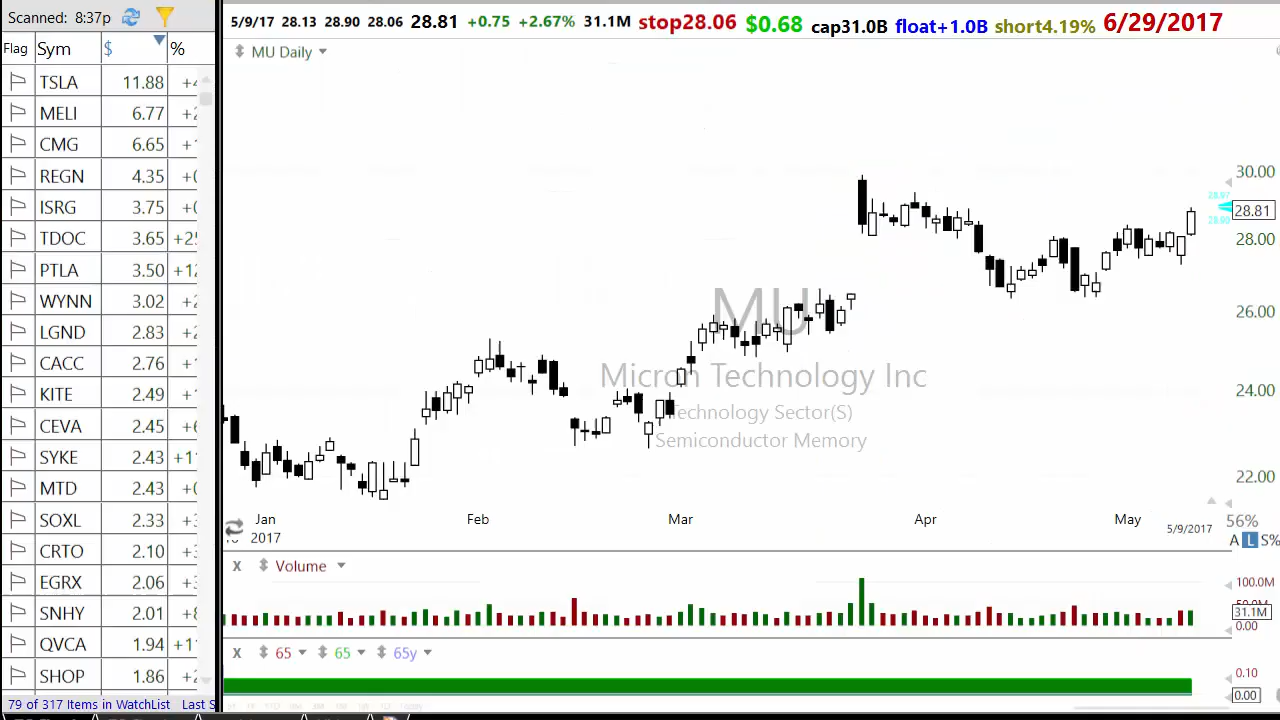 Scanned: 8:37p
5/9/17 28.13 28.90 28.06 28.81 +0.75 +2.67% 31.1M stop28.06 $0.68 cap31.0B float+1.0B short4.19% 6/29/2017
Flag Sym $ %
MU Daily
TSLA 11.88
MELI 6.77
CMG 6.65
REGN 4.35
ISRG 3.75
TDOC 3.65
PTLA 3.50
WYNN 3.02
LGND 2.83
CACC 2.76
KITE 2.49
CEVA 2.45
SYKE 2.43
MTD 2.43
SOXL 2.33
CRTO 2.10
EGRX 2.06
SNHY 2.01
QVCA 1.94
SHOP 1.86
79 of 317 Items in WatchList Last S
MU
Micron Technology Inc
Technology Sector(S)
Semiconductor Memory
30.00
28.81
28.00
26.00
24.00
22.00
Jan Feb Mar Apr May 5/9/2017
2017
56%
A L S%
X Volume
100.0M
31.1M
0.00
X 65 65 65y
0.10
0.00